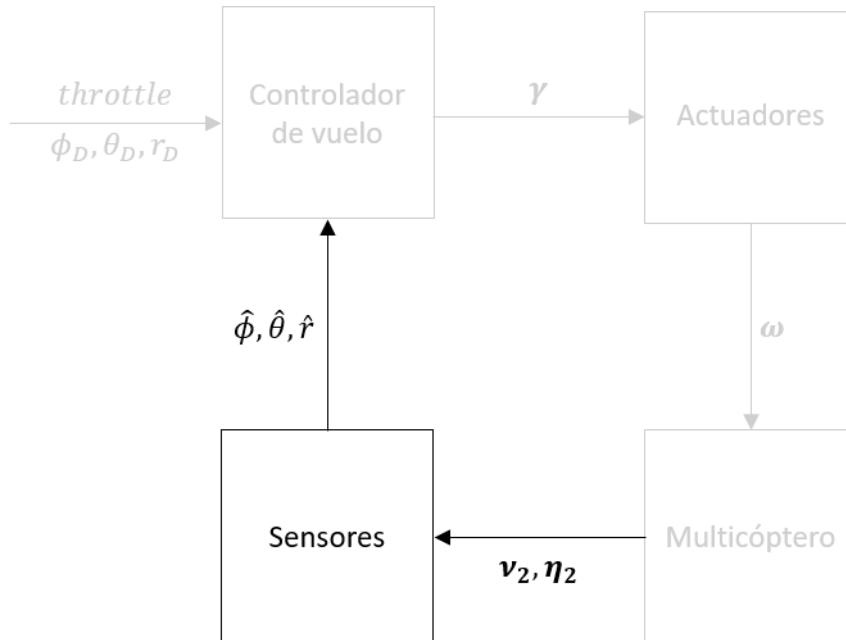 throttle
ϕ_D, θ_D, r_D
Controlador
de vuelo
γ
Actuadores
ϕ̂, θ̂, r̂
ω
Sensores
ν₂, η₂
Multicóptero